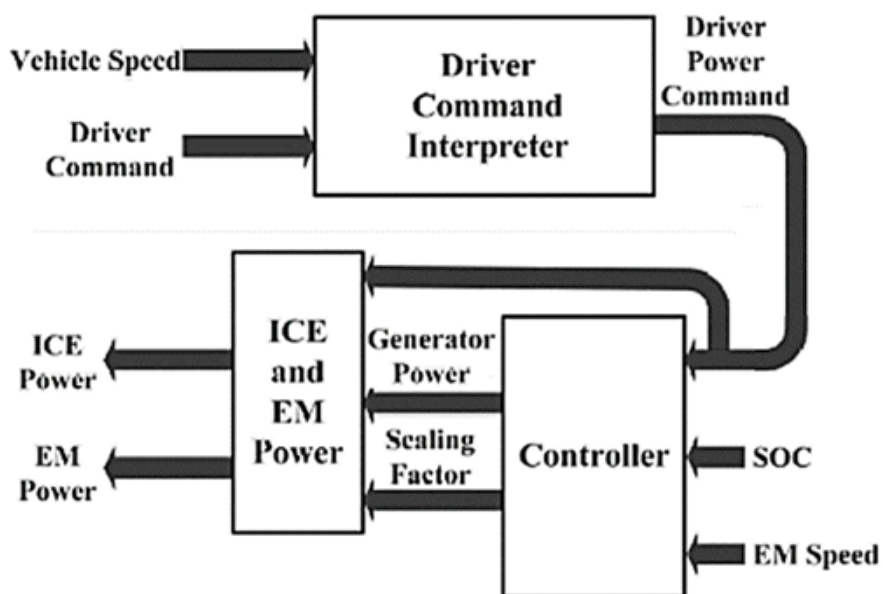 Vehicle Speed
Driver
Command
Driver
Command
Interpreter
Driver
Power
Command
ICE
Power
EM
Power
ICE
and
EM
Power
Generator
Power
Scaling
Factor
Controller
SOC
EM Speed